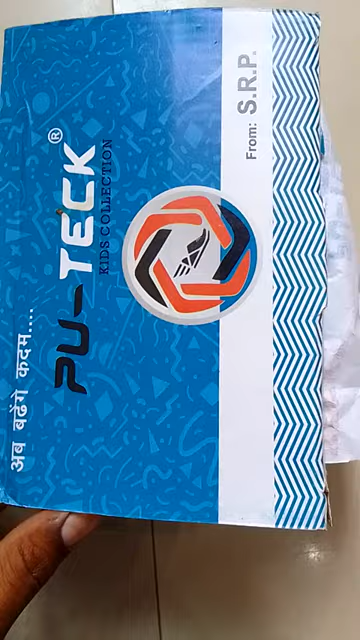 अब बढ़ेंगे कदम.....
PU-TECK®
KIDS COLLECTION
From: S.R.P.